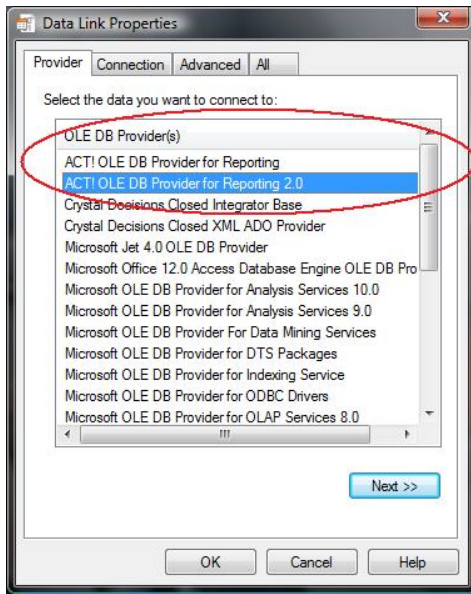 Data Link Properties
Provider Connection Advanced All
Select the data you want to connect to:
OLE DB Provider(s)
ACT! OLE DB Provider for Reporting
ACT! OLE DB Provider for Reporting 2.0
Crystal Decisions Closed Integrator Base
Crystal Decisions Closed XML ADO Provider
Microsoft Jet 4.0 OLE DB Provider
Microsoft Office 12.0 Access Database Engine OLE DB Pro
Microsoft OLE DB Provider for Analysis Services 10.0
Microsoft OLE DB Provider for Analysis Services 9.0
Microsoft OLE DB Provider For Data Mining Services
Microsoft OLE DB Provider for DTS Packages
Microsoft OLE DB Provider for Indexing Service
Microsoft OLE DB Provider for ODBC Drivers
Microsoft OLE DB Provider for OLAP Services 8.0
Next >>
OK Cancel Help